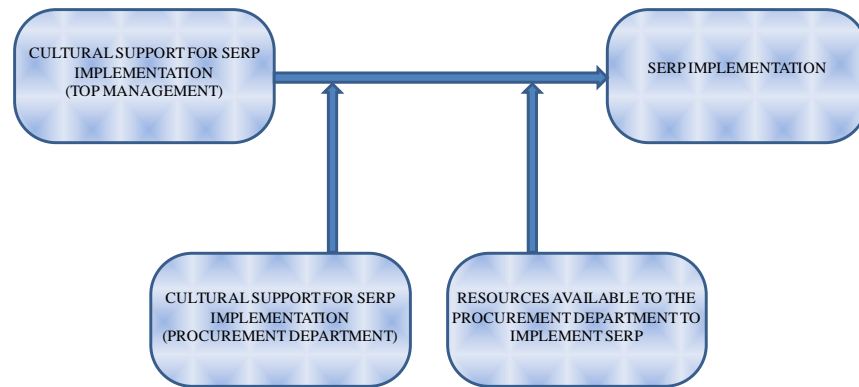 CULTURAL SUPPORT FOR SERP
IMPLEMENTATION
(TOP MANAGEMENT)
SERP IMPLEMENTATION
CULTURAL SUPPORT FOR SERP
IMPLEMENTATION
(PROCUREMENT DEPARTMENT)
RESOURCES AVAILABLE TO THE
PROCUREMENT DEPARTMENT TO
IMPLEMENT SERP